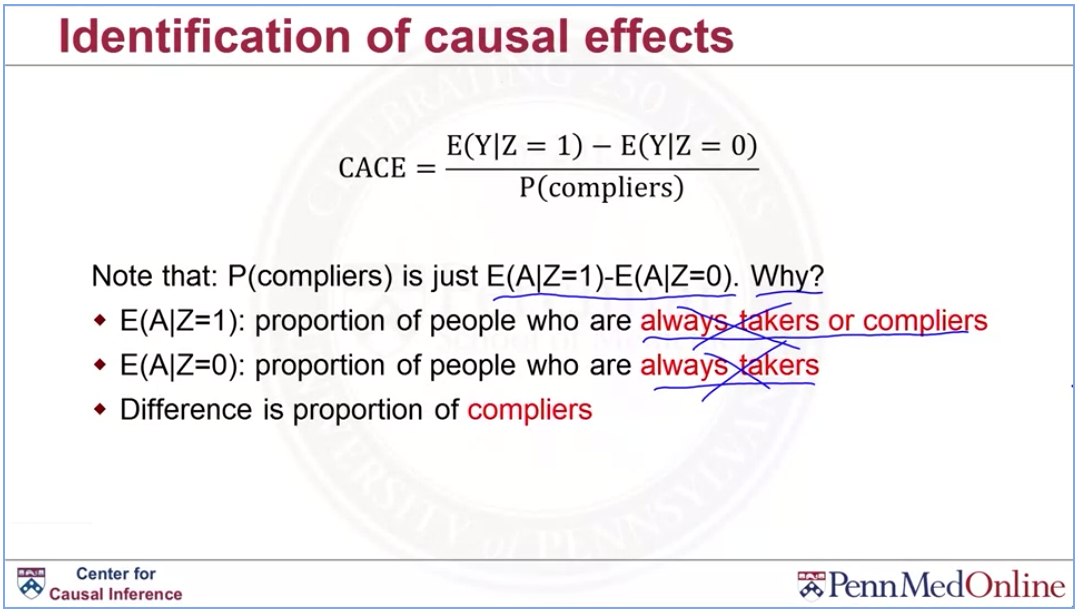 Identification of causal effects
CACE = E(Y|Z = 1) − E(Y|Z = 0)
P(compliers)
Note that: P(compliers) is just E(A|Z=1)-E(A|Z=0). Why?
E(A|Z=1): proportion of people who are always takers or compliers
E(A|Z=0): proportion of people who are always takers
Difference is proportion of compliers
Center for
Causal Inference
PennMedOnline